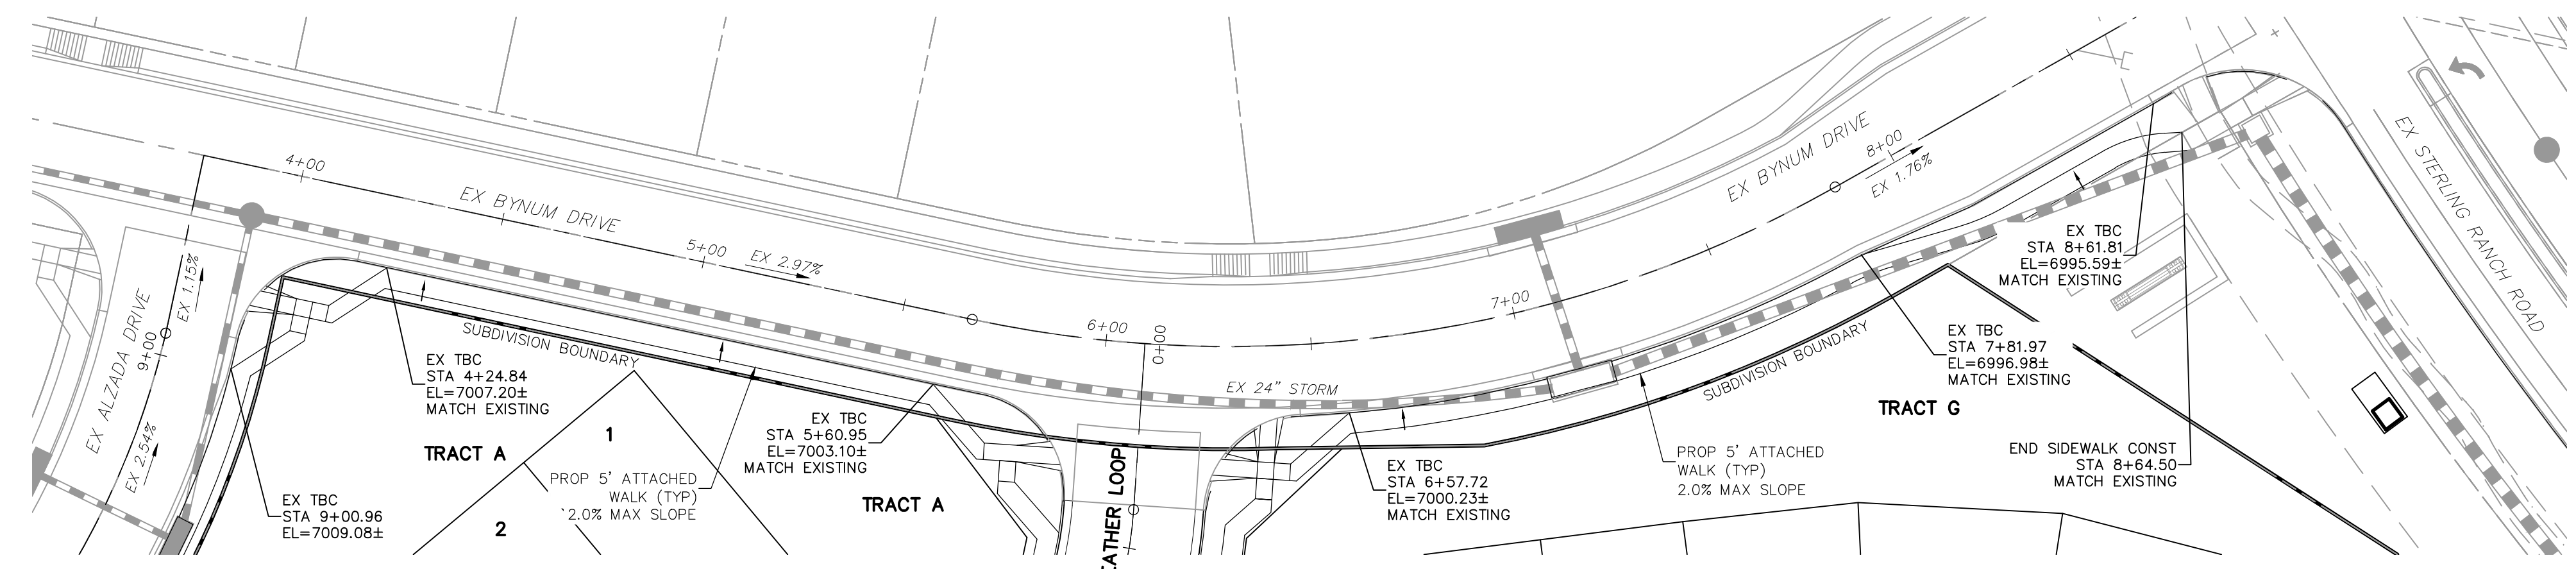 4+00
EX BYNUM DRIVE
5+00
EX 2.97%
6+00
0+00
7+00
EX BYNUM DRIVE
8+00
EX 1.76%
EX STERLING RANCH ROAD
EX ALZADA DRIVE
9+00
EX 1.15%
EX 2.54%
SUBDIVISION BOUNDARY
EX 24" STORM
SUBDIVISION BOUNDARY
EX TBC
STA 9+00.96
EL=7009.08±
EX TBC
STA 4+24.84
EL=7007.20±
MATCH EXISTING
TRACT A
1
2
PROP 5' ATTACHED
WALK (TYP)
`2.0% MAX SLOPE
EX TBC
STA 5+60.95
EL=7003.10±
MATCH EXISTING
TRACT A
EATHER LOOP
EX TBC
STA 6+57.72
EL=7000.23±
MATCH EXISTING
PROP 5' ATTACHED
WALK (TYP)
2.0% MAX SLOPE
TRACT G
EX TBC
STA 7+81.97
EL=6996.98±
MATCH EXISTING
EX TBC
STA 8+61.81
EL=6995.59±
MATCH EXISTING
END SIDEWALK CONST
STA 8+64.50
MATCH EXISTING